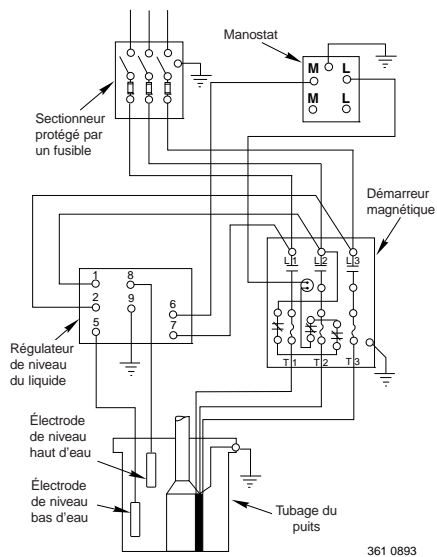 Manostat
M L
M L
Sectionneur
protégé par
un fusible
Démarreur
magnétique
L1 L2 L3
1 8
2 9
6
5 7
Régulateur
de niveau
du liquide
T1 T2 T3
Électrode
de niveau
haut d'eau
Électrode
de niveau
bas d'eau
Tubage du
puits
361 0893